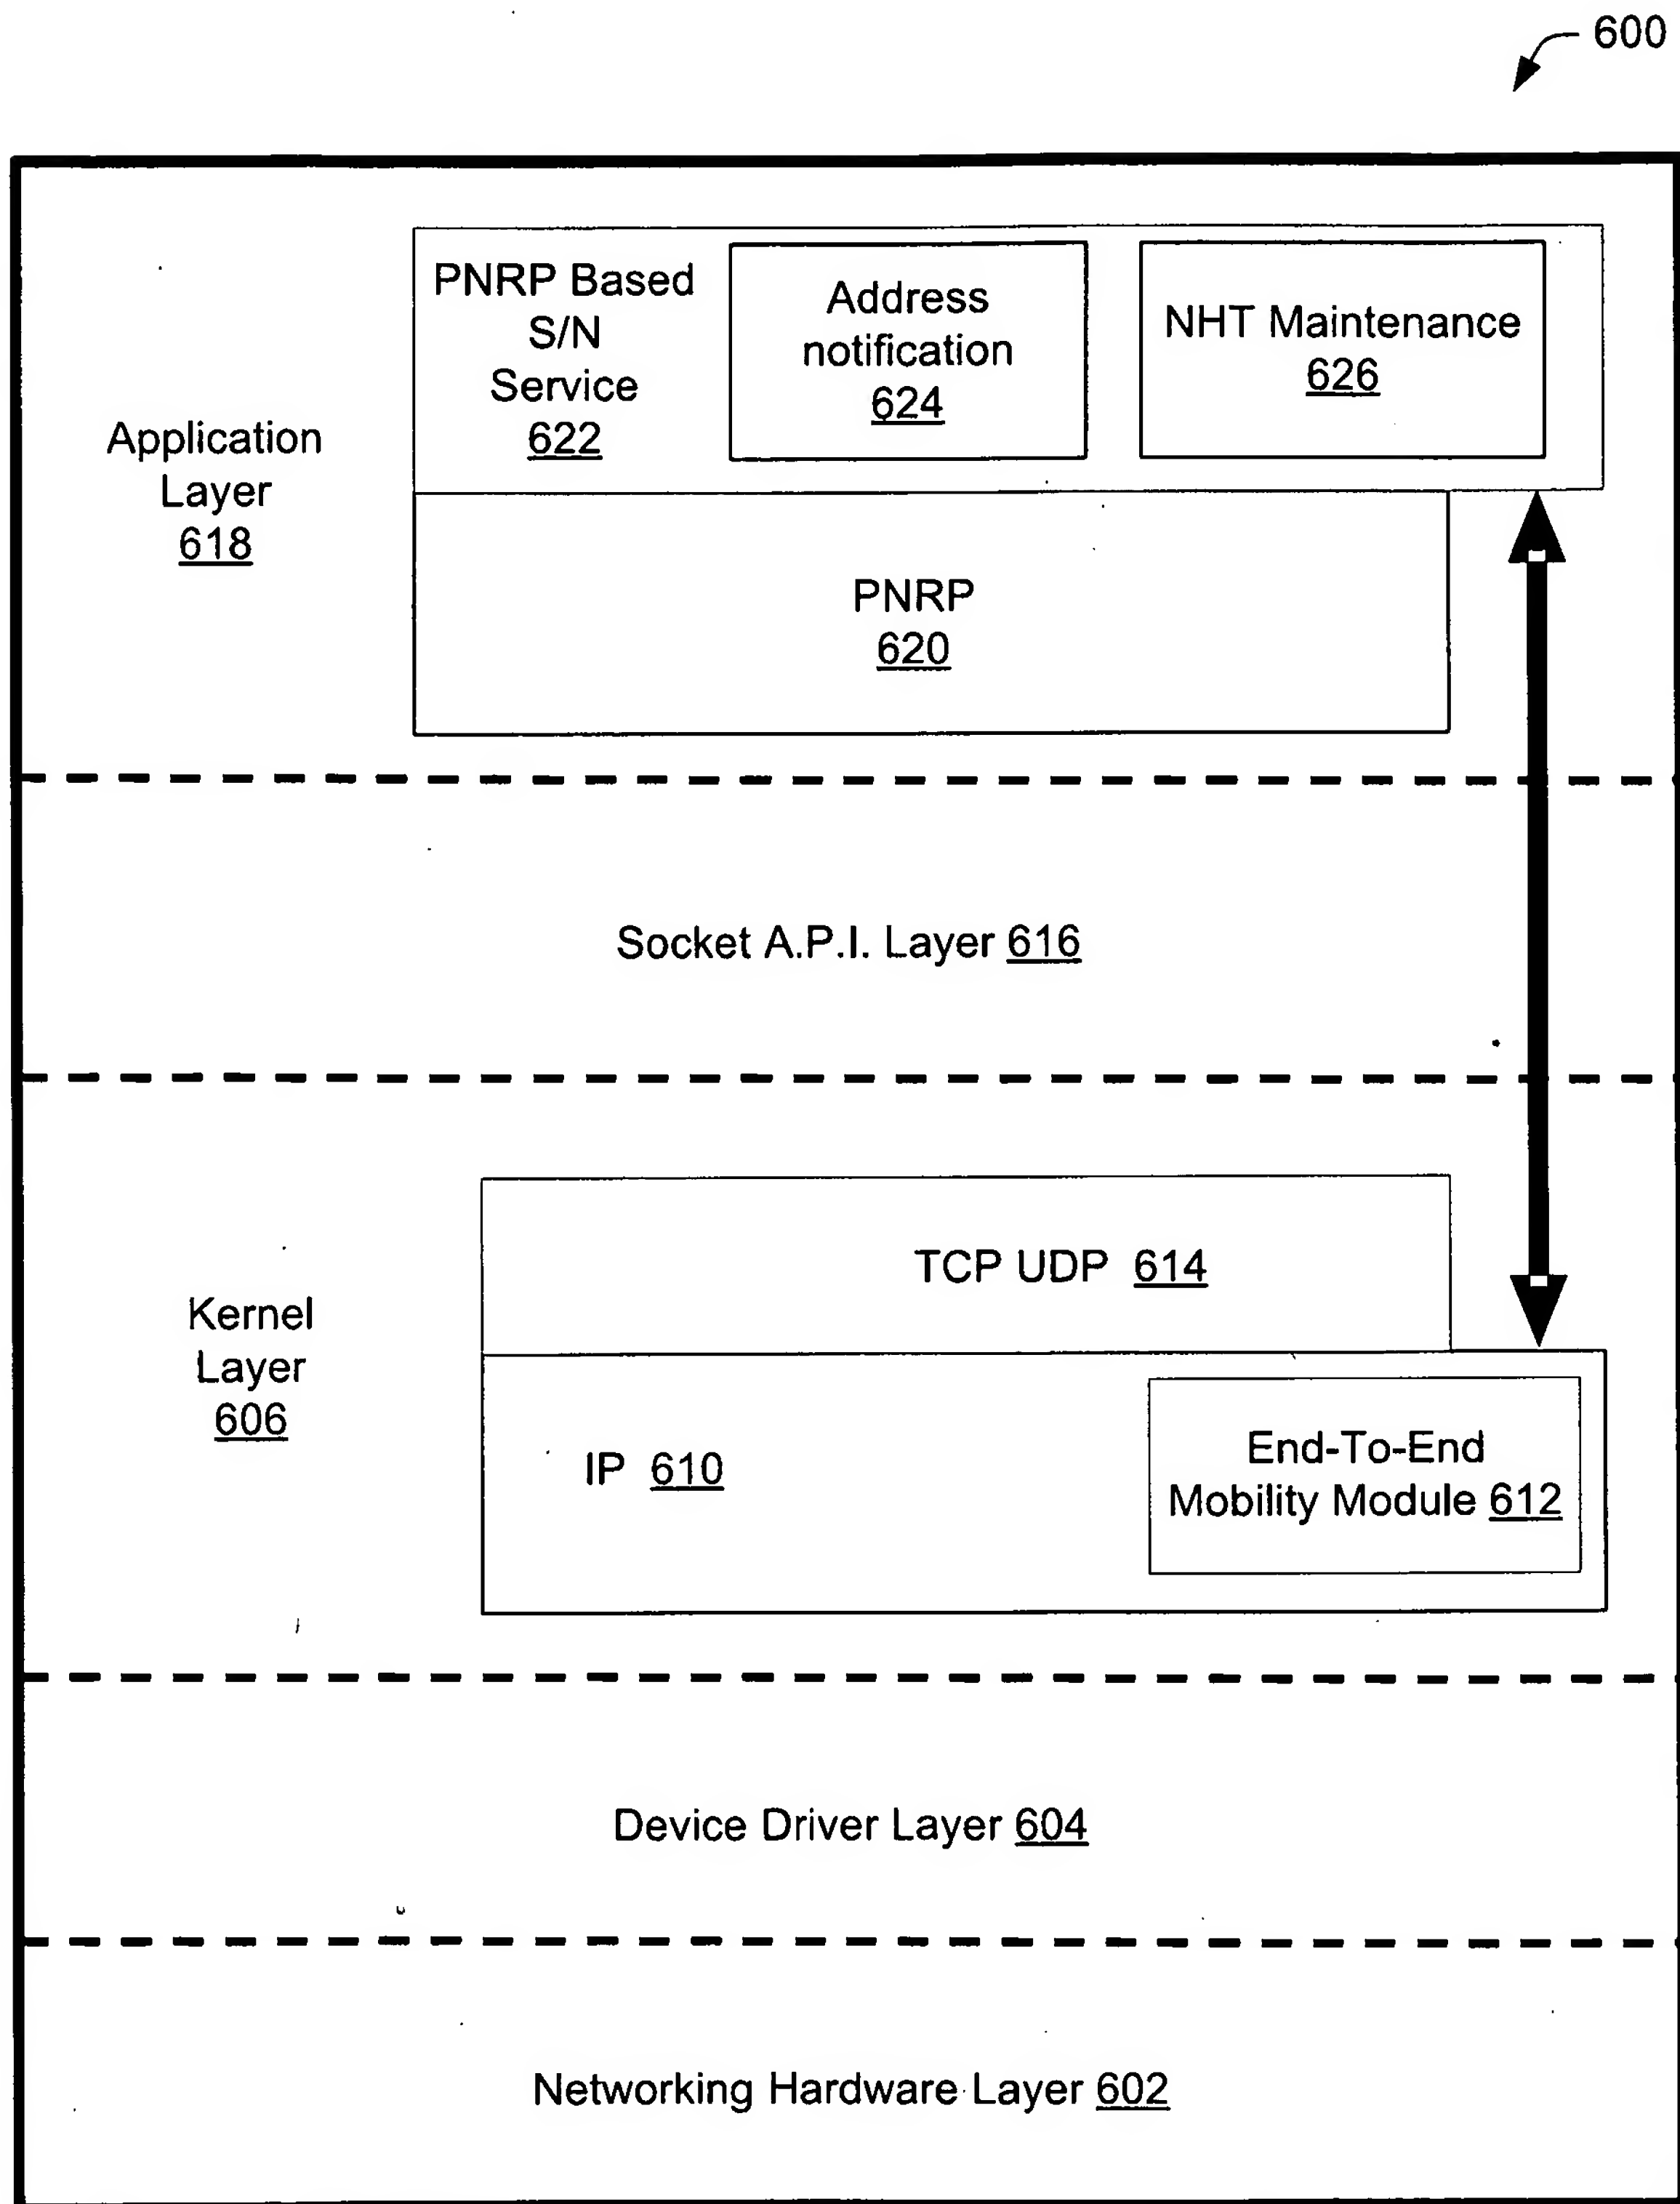 600
PNRP Based
S/N
Service
622
Address
notification
624
NHT Maintenance
626
Application
Layer
618
PNRP
620
Socket A.P.I. Layer 616
TCP UDP 614
Kernel
Layer
606
IP 610
End-To-End
Mobility Module 612
Device Driver Layer 604
Networking Hardware Layer 602